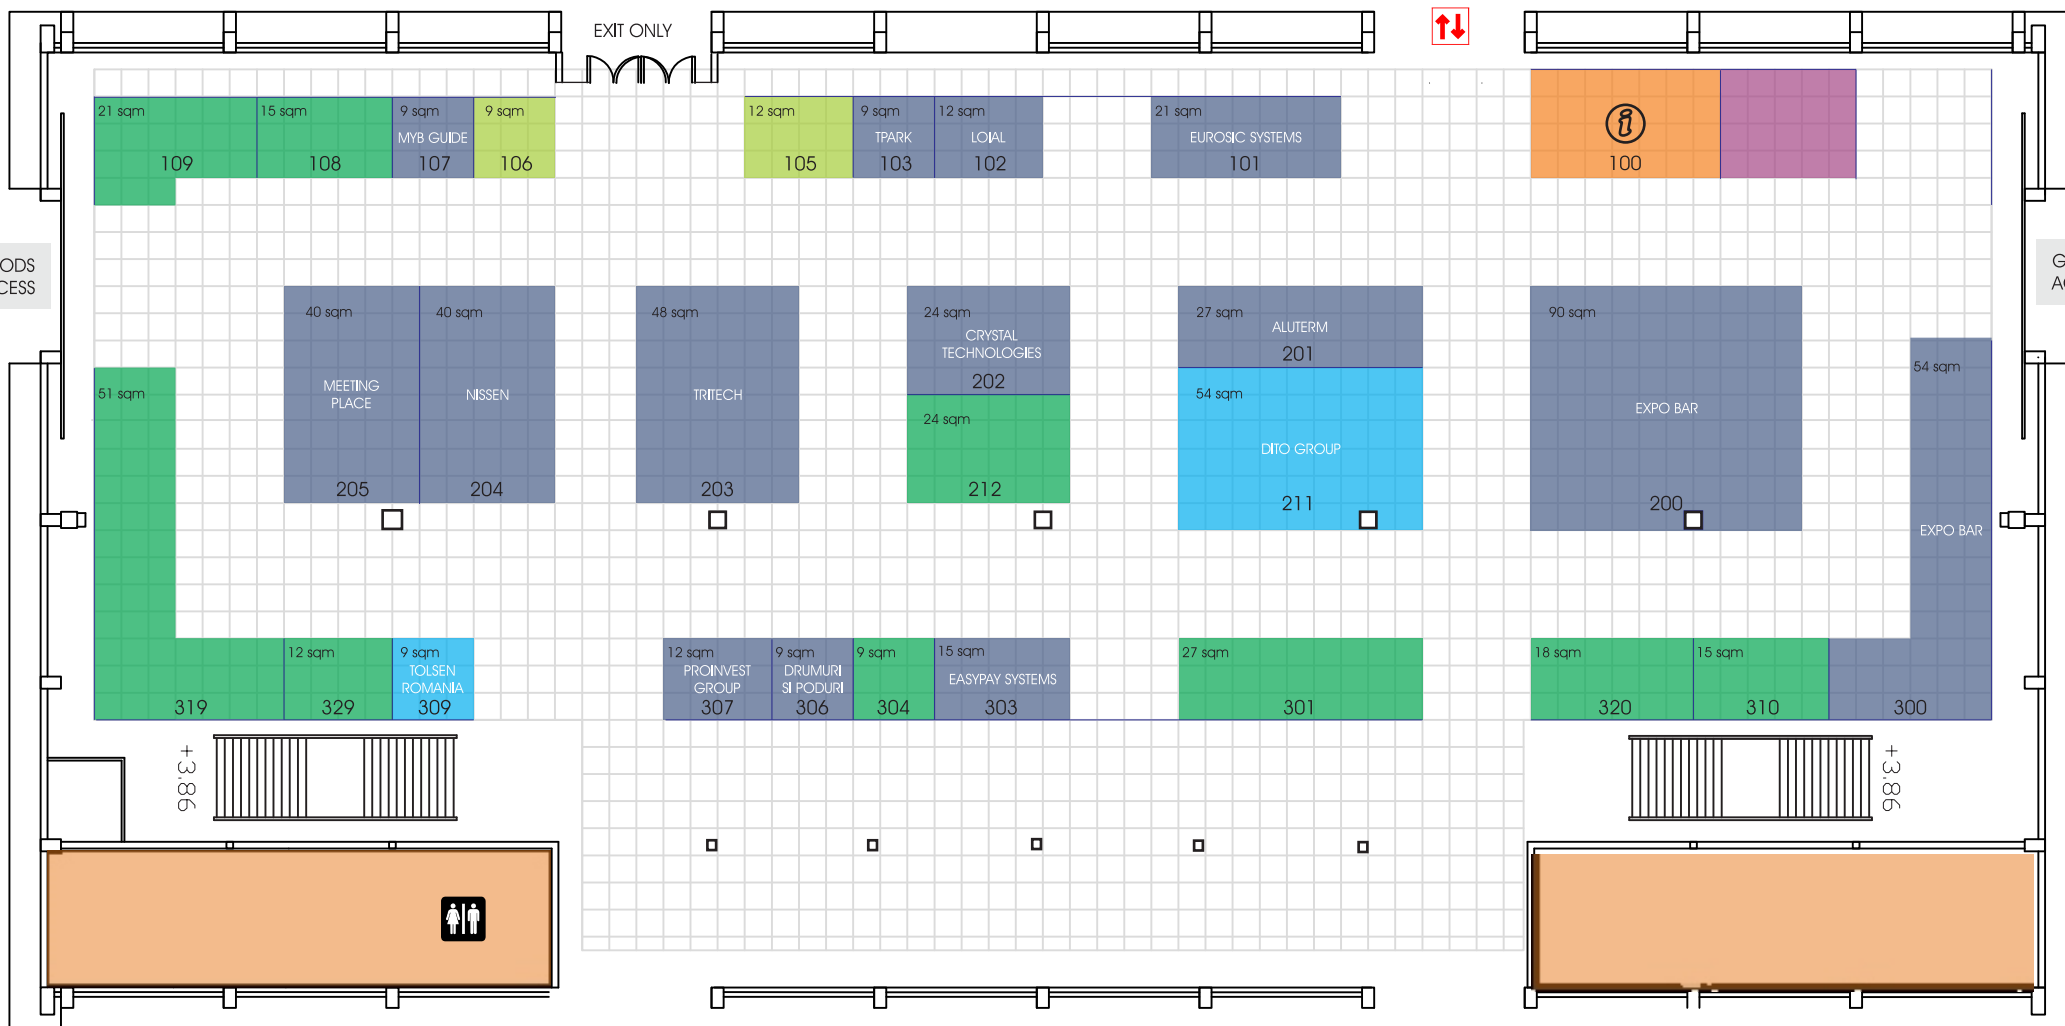 EXIT ONLY
21 sqm
109
15 sqm
108
9 sqm
MYB GUIDE
107
9 sqm
106
12 sqm
105
9 sqm
TPARK
103
12 sqm
LOIAL
102
21 sqm
EUROSIC SYSTEMS
101
i
100
ODS
CESS
G
AC
40 sqm
MEETING
PLACE
205
40 sqm
NISSEN
204
48 sqm
TRITECH
203
24 sqm
CRYSTAL
TECHNOLOGIES
202
24 sqm
212
27 sqm
ALUTERM
201
54 sqm
DITO GROUP
211
90 sqm
EXPO BAR
200
54 sqm
EXPO BAR
300
51 sqm
319
12 sqm
329
9 sqm
TOLSEN
ROMANIA
309
12 sqm
PROINVEST
GROUP
307
9 sqm
DRUMURI
SI PODURI
306
9 sqm
304
15 sqm
EASYPAY SYSTEMS
303
27 sqm
301
18 sqm
320
15 sqm
310
+3.86
+3.86